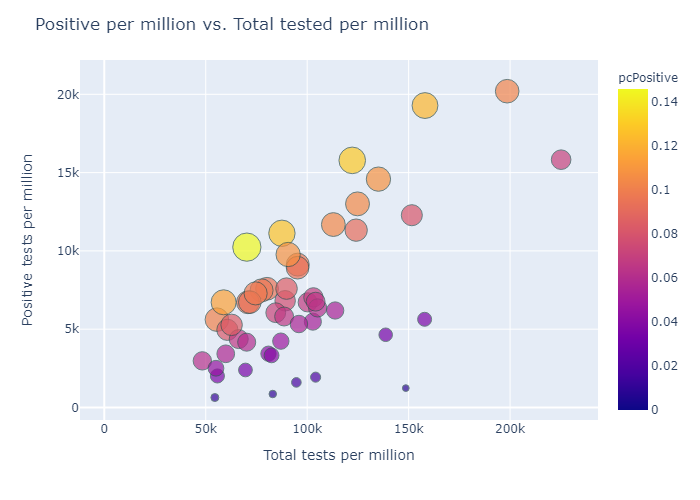 Positive per million vs. Total tested per million
pcPositive
0.14
0.12
0.1
0.08
0.06
0.04
0.02
0
20k
15k
10k
5k
0
Positive tests per million
0 50k 100k 150k 200k
Total tests per million